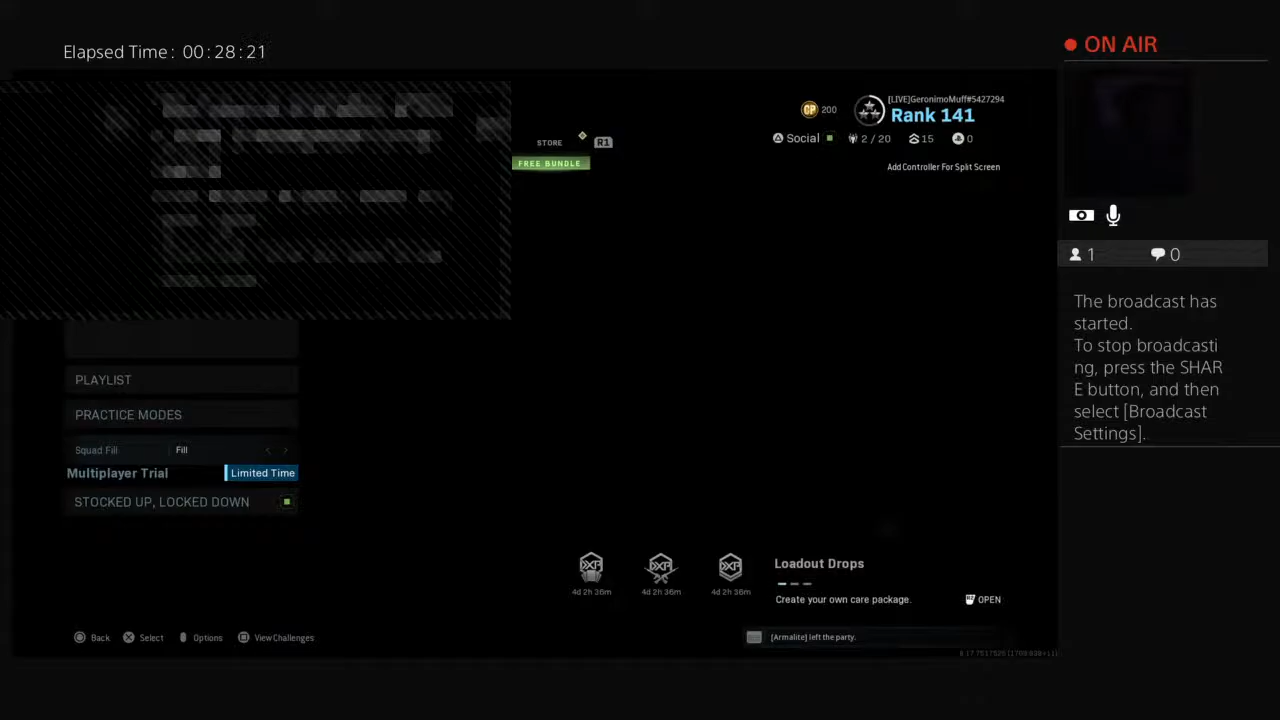 Elapsed Time: 00:28:21
ON AIR
CP 200
[LIVE]GeronimoMuff#5427294
Rank 141
STORE
R1
Social
2 / 20
15
0
FREE BUNDLE
Add Controller For Split Screen
1
0
The broadcast has
started.
To stop broadcasti
ng, press the SHAR
E button, and then
select [Broadcast
Settings].
PLAYLIST
PRACTICE MODES
Squad Fill
Fill
Multiplayer Trial
Limited Time
STOCKED UP, LOCKED DOWN
2XP
2XP
2XP
4d 2h 36m
4d 2h 36m
4d 2h 36m
Loadout Drops
Create your own care package.
OPEN
Back
Select
Options
View Challenges
[Armalite] left the party.